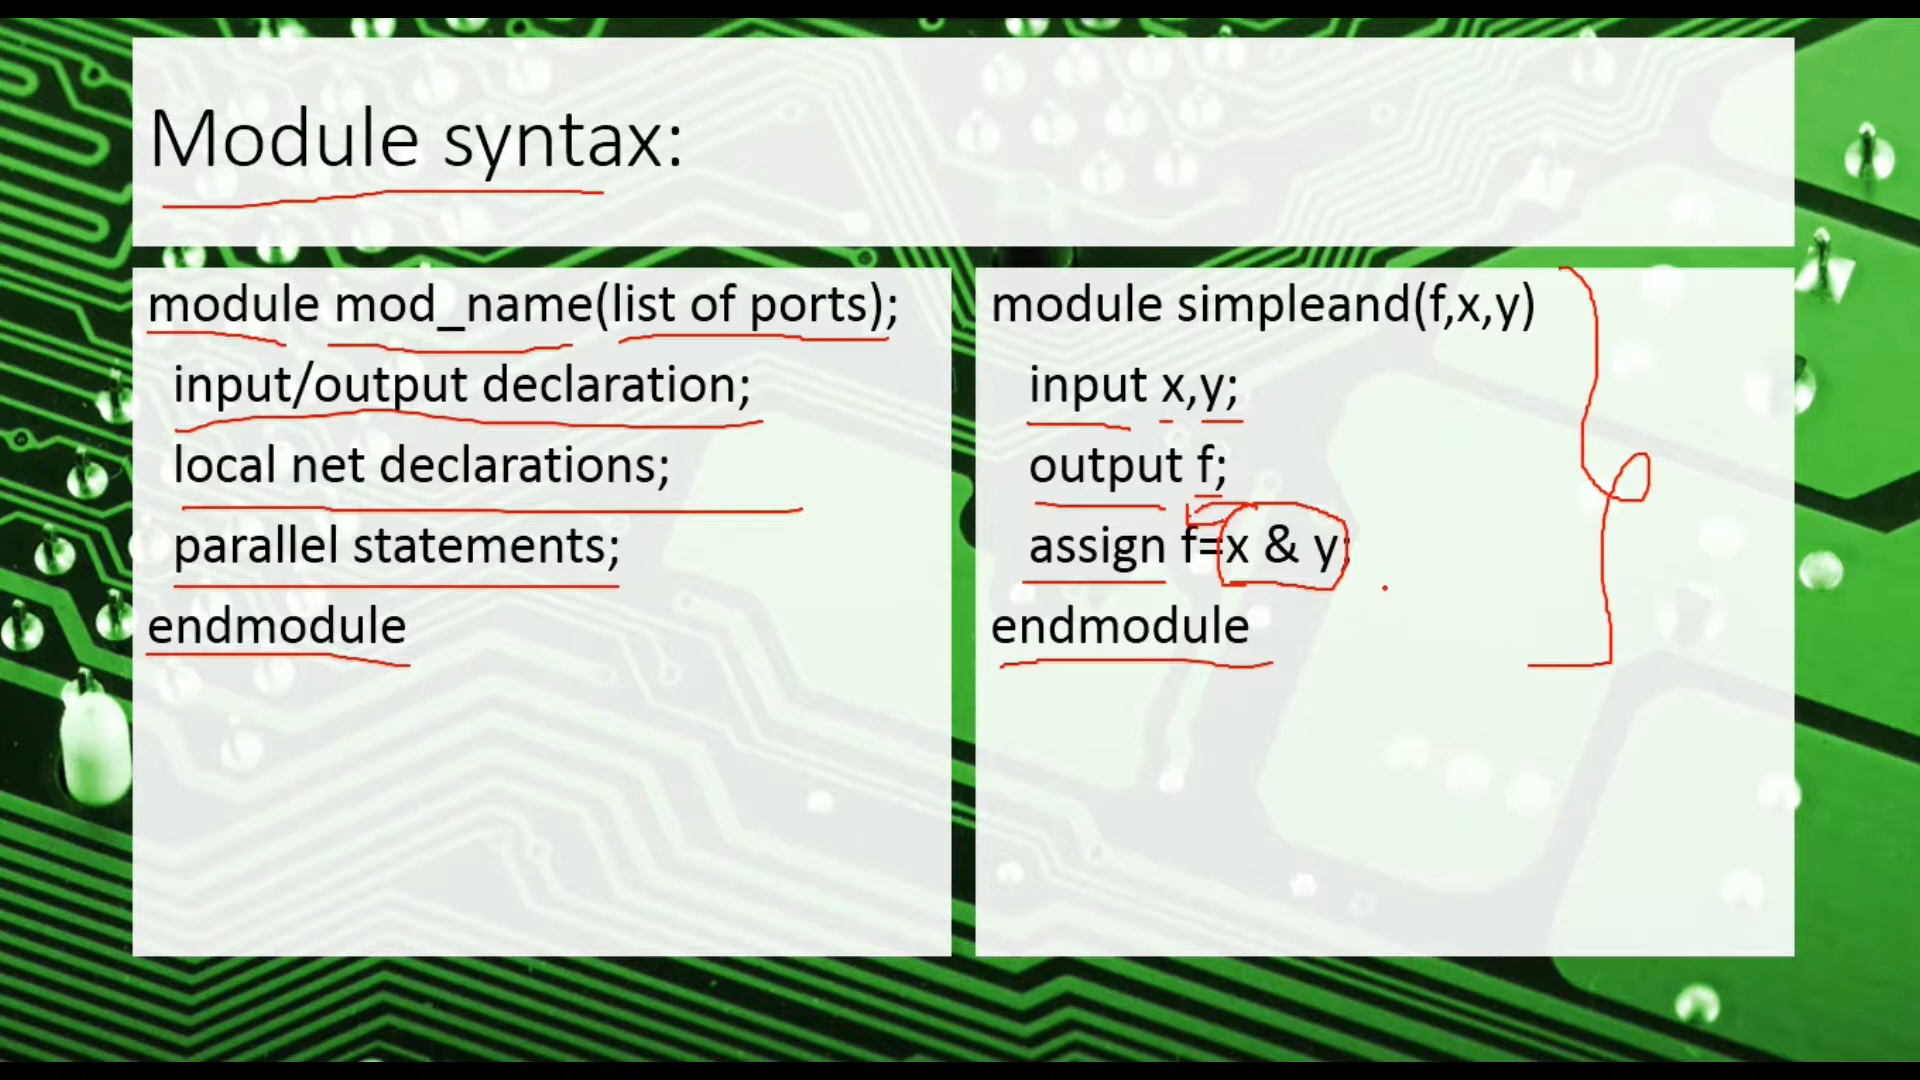 Module syntax:
module mod_name(list of ports);
input/output declaration;
local net declarations;
parallel statements;
endmodule
module simpleand(f,x,y)
input x,y;
output f;
assign f=x & y;
endmodule